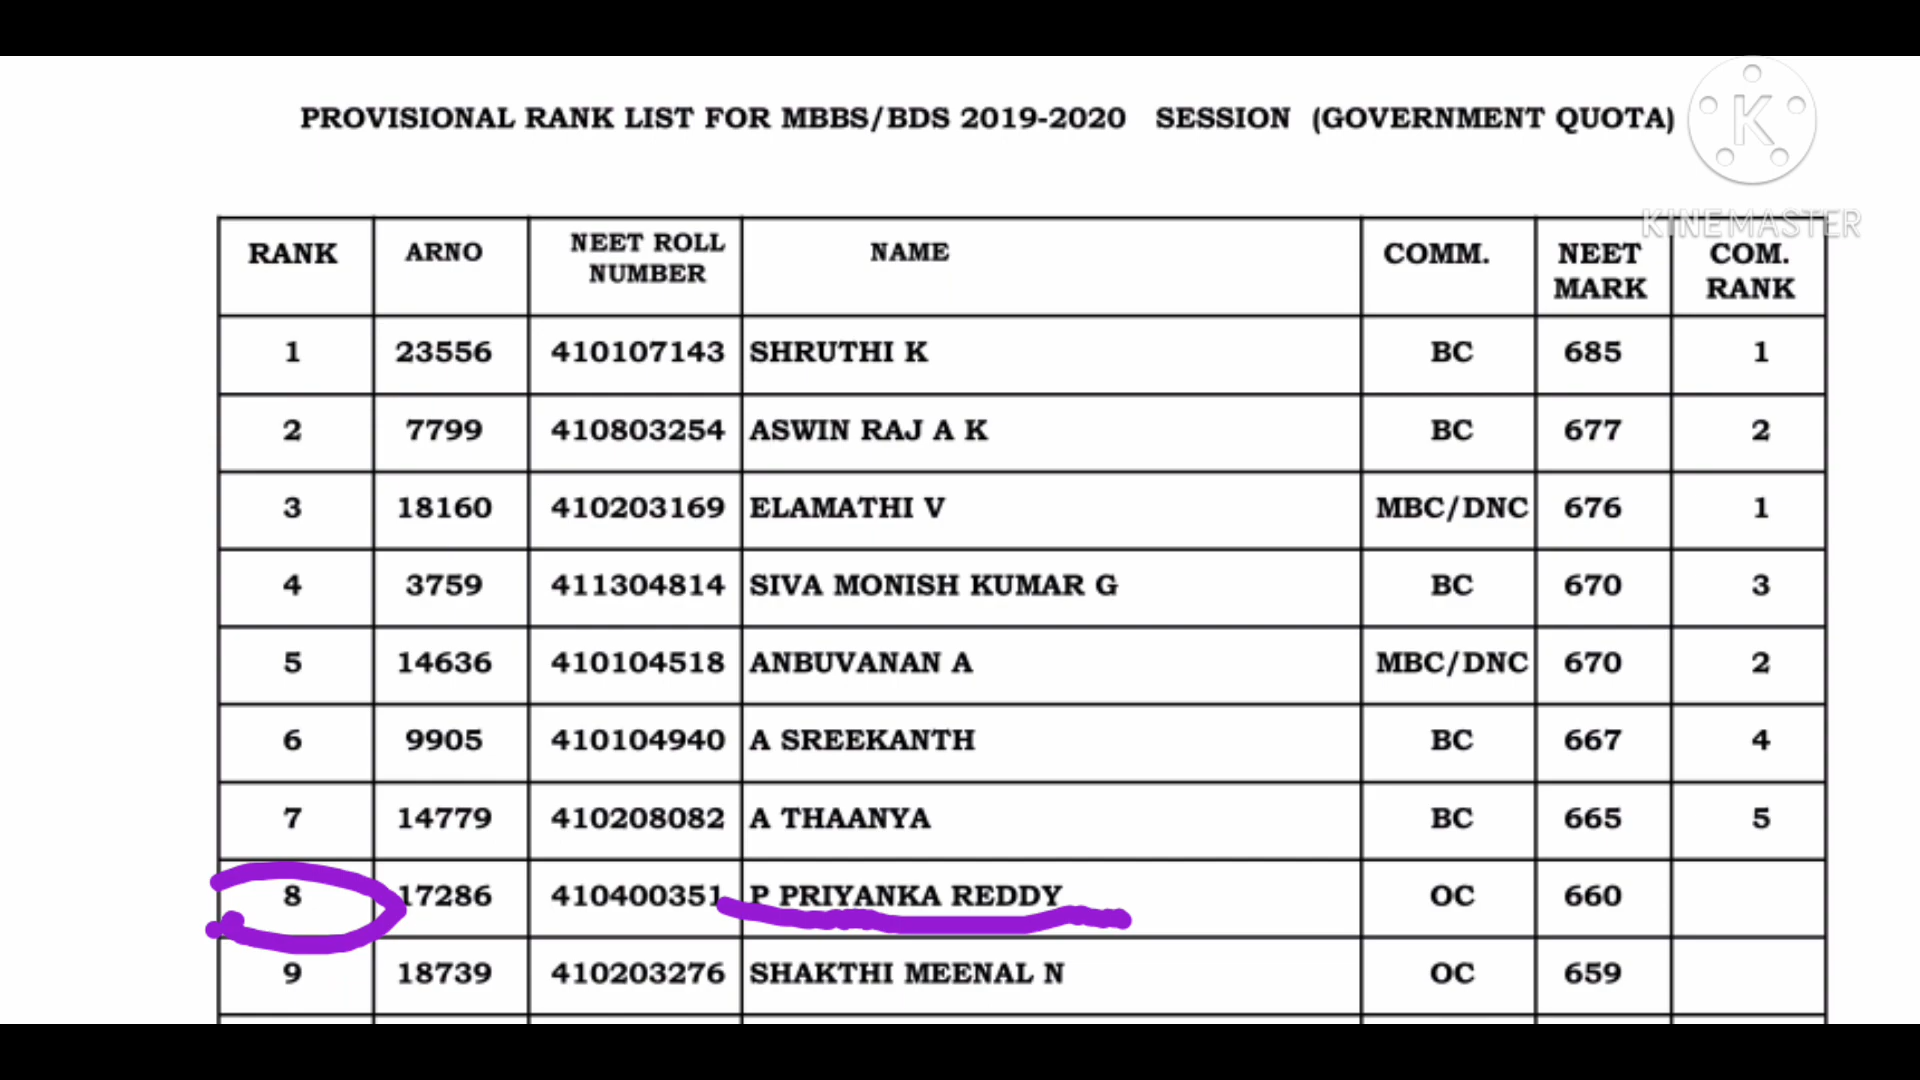 PROVISIONAL RANK LIST FOR MBBS/BDS 2019-2020 SESSION (GOVERNMENT QUOTA)
K
KINEMASTER
RANK ARNO NEET ROLL NUMBER NAME COMM. NEET MARK COM. RANK
1 23556 410107143 SHRUTHI K BC 685 1
2 7799 410803254 ASWIN RAJ A K BC 677 2
3 18160 410203169 ELAMATHI V MBC/DNC 676 1
4 3759 411304814 SIVA MONISH KUMAR G BC 670 3
5 14636 410104518 ANBUVANAN A MBC/DNC 670 2
6 9905 410104940 A SREEKANTH BC 667 4
7 14779 410208082 A THAANYA BC 665 5
8 17286 410400351 P PRIYANKA REDDY OC 660
9 18739 410203276 SHAKTHI MEENAL N OC 659